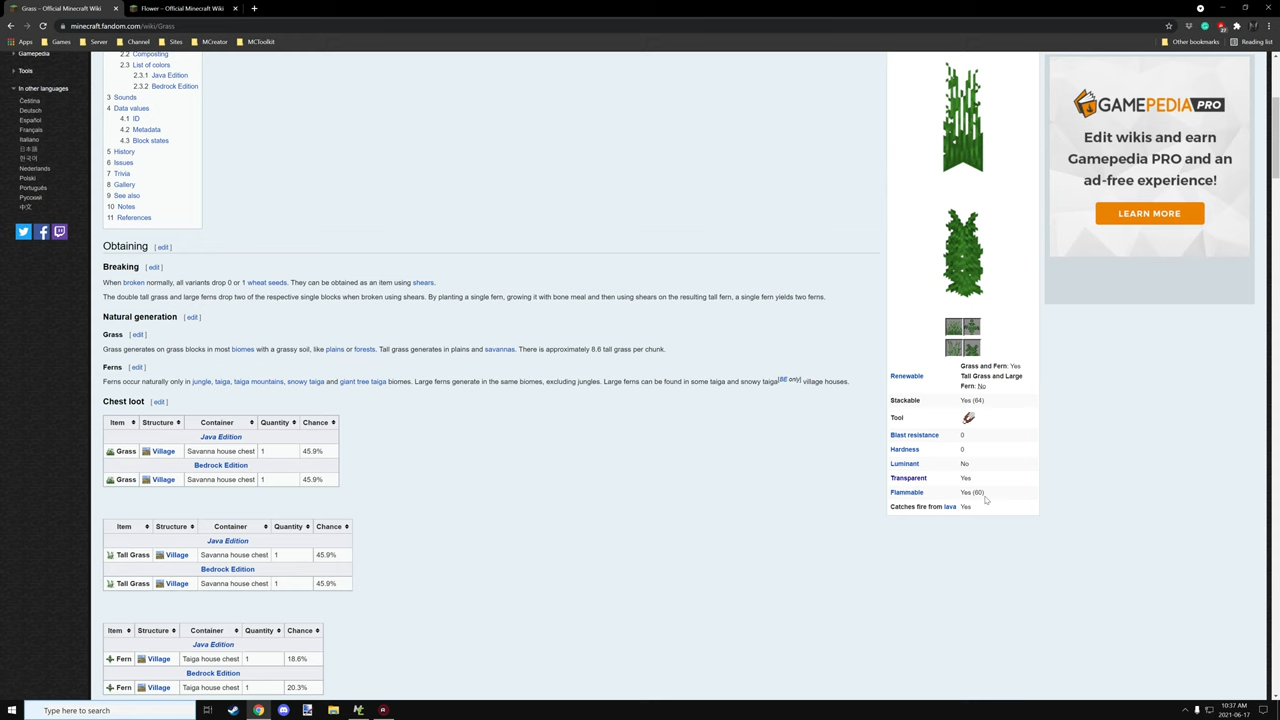 Grass – Official Minecraft Wiki
Flower – Official Minecraft Wiki
minecraft.fandom.com/wiki/Grass
Apps
Games
Server
Channel
Sites
MCreator
MCToolkit
Other bookmarks
Reading list
Gamepedia
Tools
In other languages
Čeština
Deutsch
Español
Français
Italiano
日本語
한국어
Nederlands
Polski
Português
Русский
中文
2.2 Composting
2.3 List of colors
2.3.1 Java Edition
2.3.2 Bedrock Edition
3 Sounds
4 Data values
4.1 ID
4.2 Metadata
4.3 Block states
5 History
6 Issues
7 Trivia
8 Gallery
9 See also
10 Notes
11 References
Obtaining [ edit ]
Breaking [ edit ]
When broken normally, all variants drop 0 or 1 wheat seeds. They can be obtained as an item using shears.
The double tall grass and large ferns drop two of the respective single blocks when broken using shears. By planting a single fern, growing it with bone meal and then using shears on the resulting tall fern, a single fern yields two ferns.
Natural generation [ edit ]
Grass [ edit ]
Grass generates on grass blocks in most biomes with a grassy soil, like plains or forests. Tall grass generates in plains and savannas. There is approximately 8.6 tall grass per chunk.
Ferns [ edit ]
Ferns occur naturally only in jungle, taiga, taiga mountains, snowy taiga and giant tree taiga biomes. Large ferns generate in the same biomes, excluding jungles. Large ferns can be found in some taiga and snowy taiga[BE only] village houses.
Chest loot [ edit ]
Item Structure Container Quantity Chance
Java Edition
Grass Village Savanna house chest 1 45.9%
Bedrock Edition
Grass Village Savanna house chest 1 45.9%
Item Structure Container Quantity Chance
Java Edition
Tall Grass Village Savanna house chest 1 45.9%
Bedrock Edition
Tall Grass Village Savanna house chest 1 45.9%
Item Structure Container Quantity Chance
Java Edition
Fern Village Taiga house chest 1 18.6%
Bedrock Edition
Fern Village Taiga house chest 1 20.3%
Renewable Grass and Fern: Yes
Tall Grass and Large
Fern: No
Stackable Yes (64)
Tool
Blast resistance 0
Hardness 0
Luminant No
Transparent Yes
Flammable Yes (60)
Catches fire from lava Yes
GAMEPEDIA PRO
Edit wikis and earn
Gamepedia PRO and an
ad-free experience!
LEARN MORE
Type here to search
10:37 AM
2021-06-17